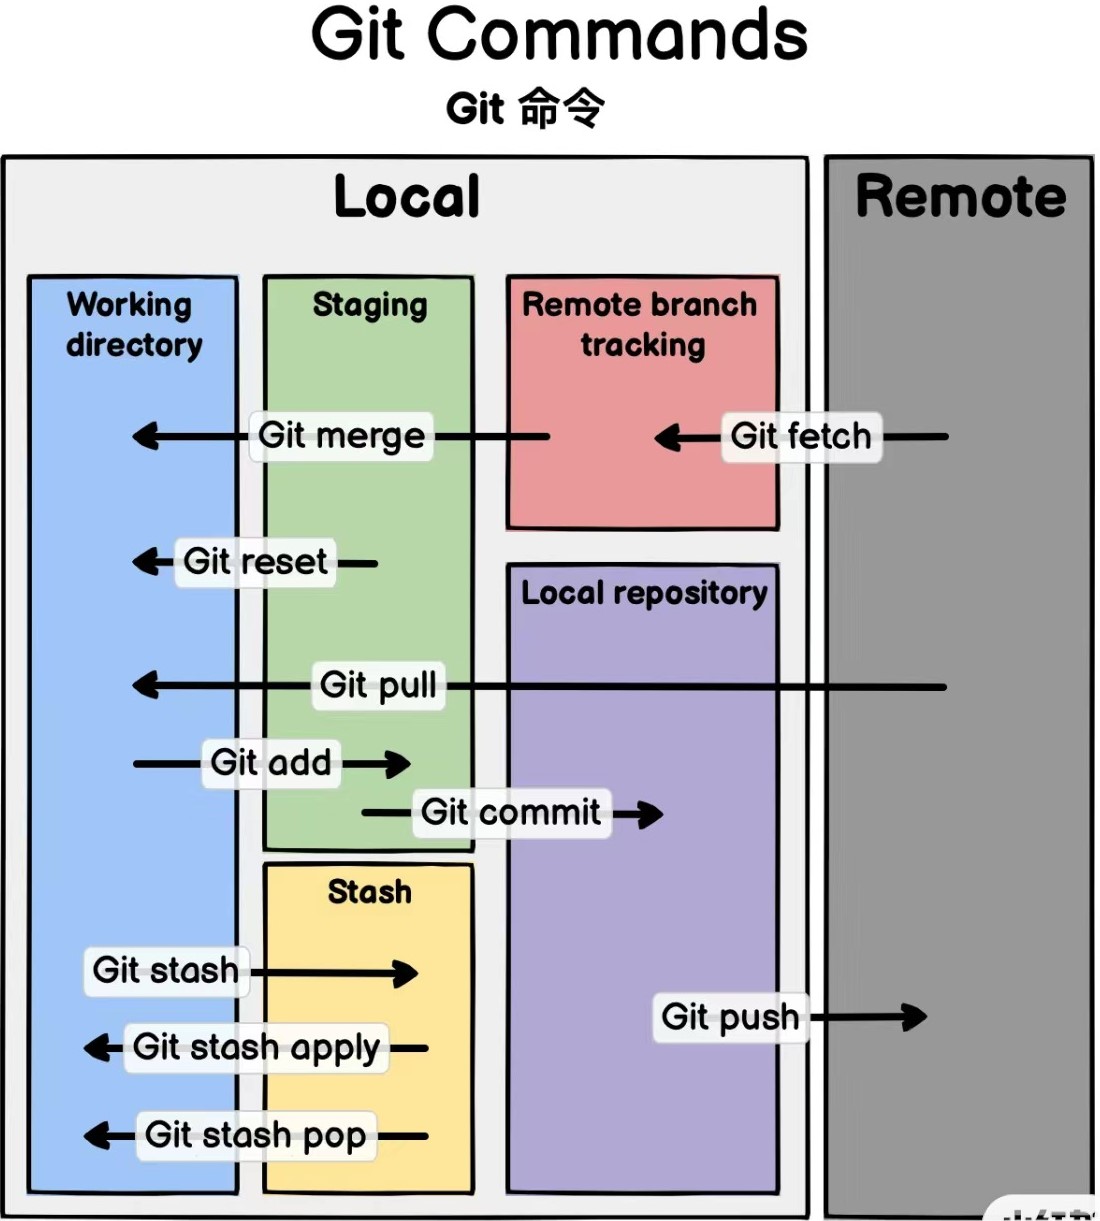 Git Commands
Git 命令
Local
Remote
Working
directory
Staging
Remote branch
tracking
Git merge
Git fetch
Git reset
Local repository
Git pull
Git add
Git commit
Stash
Git stash
Git push
Git stash apply
Git stash pop